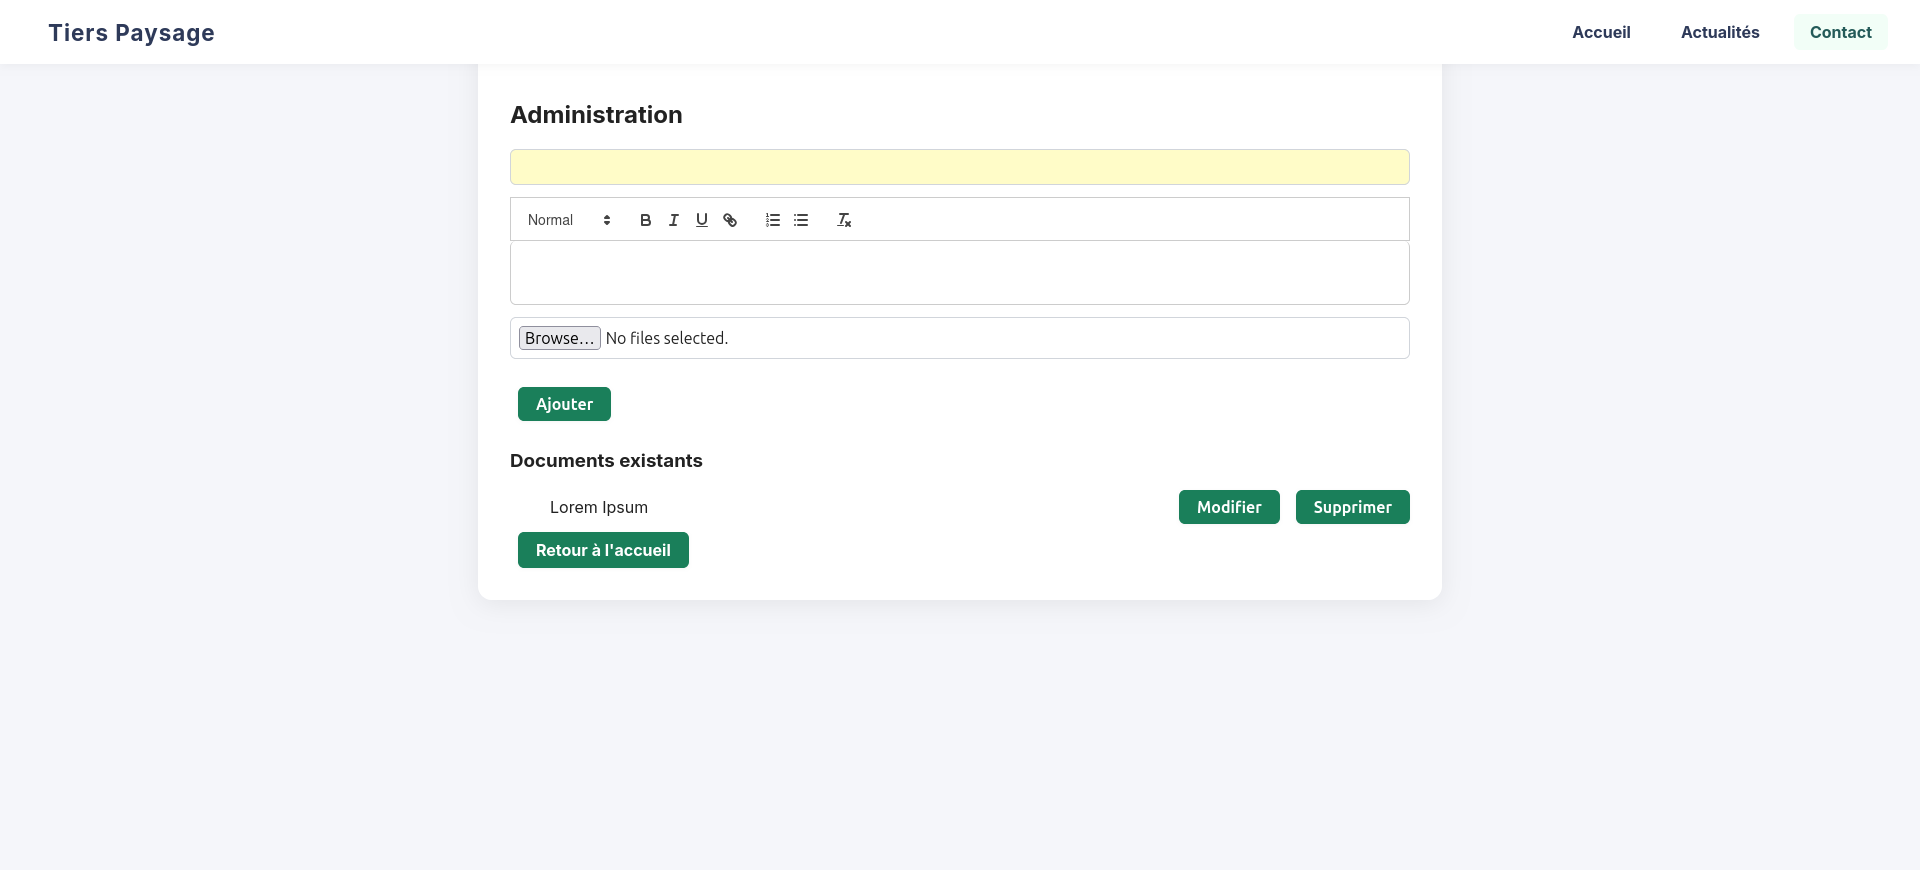 Tiers Paysage Accueil Actualités Contact
Administration
Normal
Browse... No files selected.
Ajouter
Documents existants
Lorem Ipsum Modifier Supprimer
Retour à l'accueil